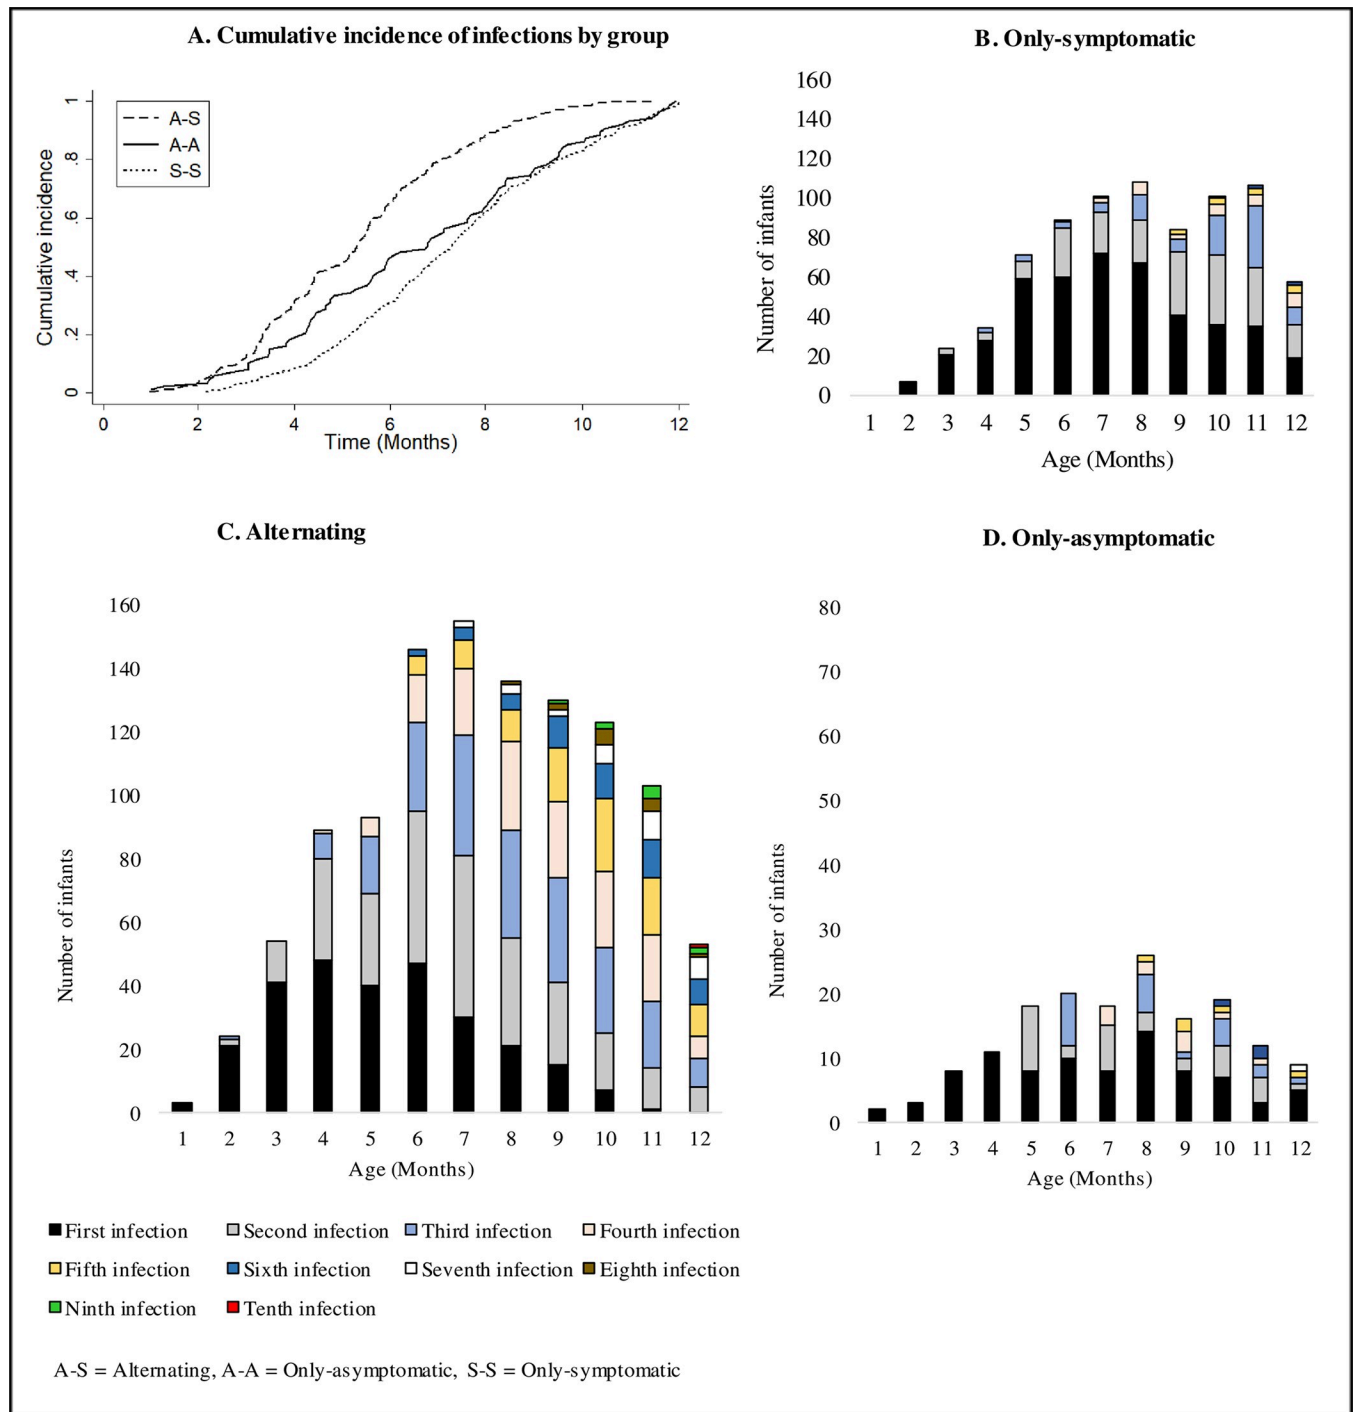 A. Cumulative incidence of infections by group
1
.8
.6
.4
.2
0
Cumulative incidence
A-S
A-A
S-S
0 2 4 6 8 10 12
Time (Months)
B. Only-symptomatic
160
140
120
100
80
60
40
20
0
Number of infants
1 2 3 4 5 6 7 8 9 10 11 12
Age (Months)
C. Alternating
160
140
120
100
80
60
40
20
0
Number of infants
1 2 3 4 5 6 7 8 9 10 11 12
Age (Months)
D. Only-asymptomatic
80
70
60
50
40
30
20
10
0
Number of infants
1 2 3 4 5 6 7 8 9 10 11 12
Age (Months)
First infection Second infection Third infection Fourth infection
Fifth infection Sixth infection Seventh infection Eighth infection
Ninth infection Tenth infection
A-S = Alternating, A-A = Only-asymptomatic, S-S = Only-symptomatic